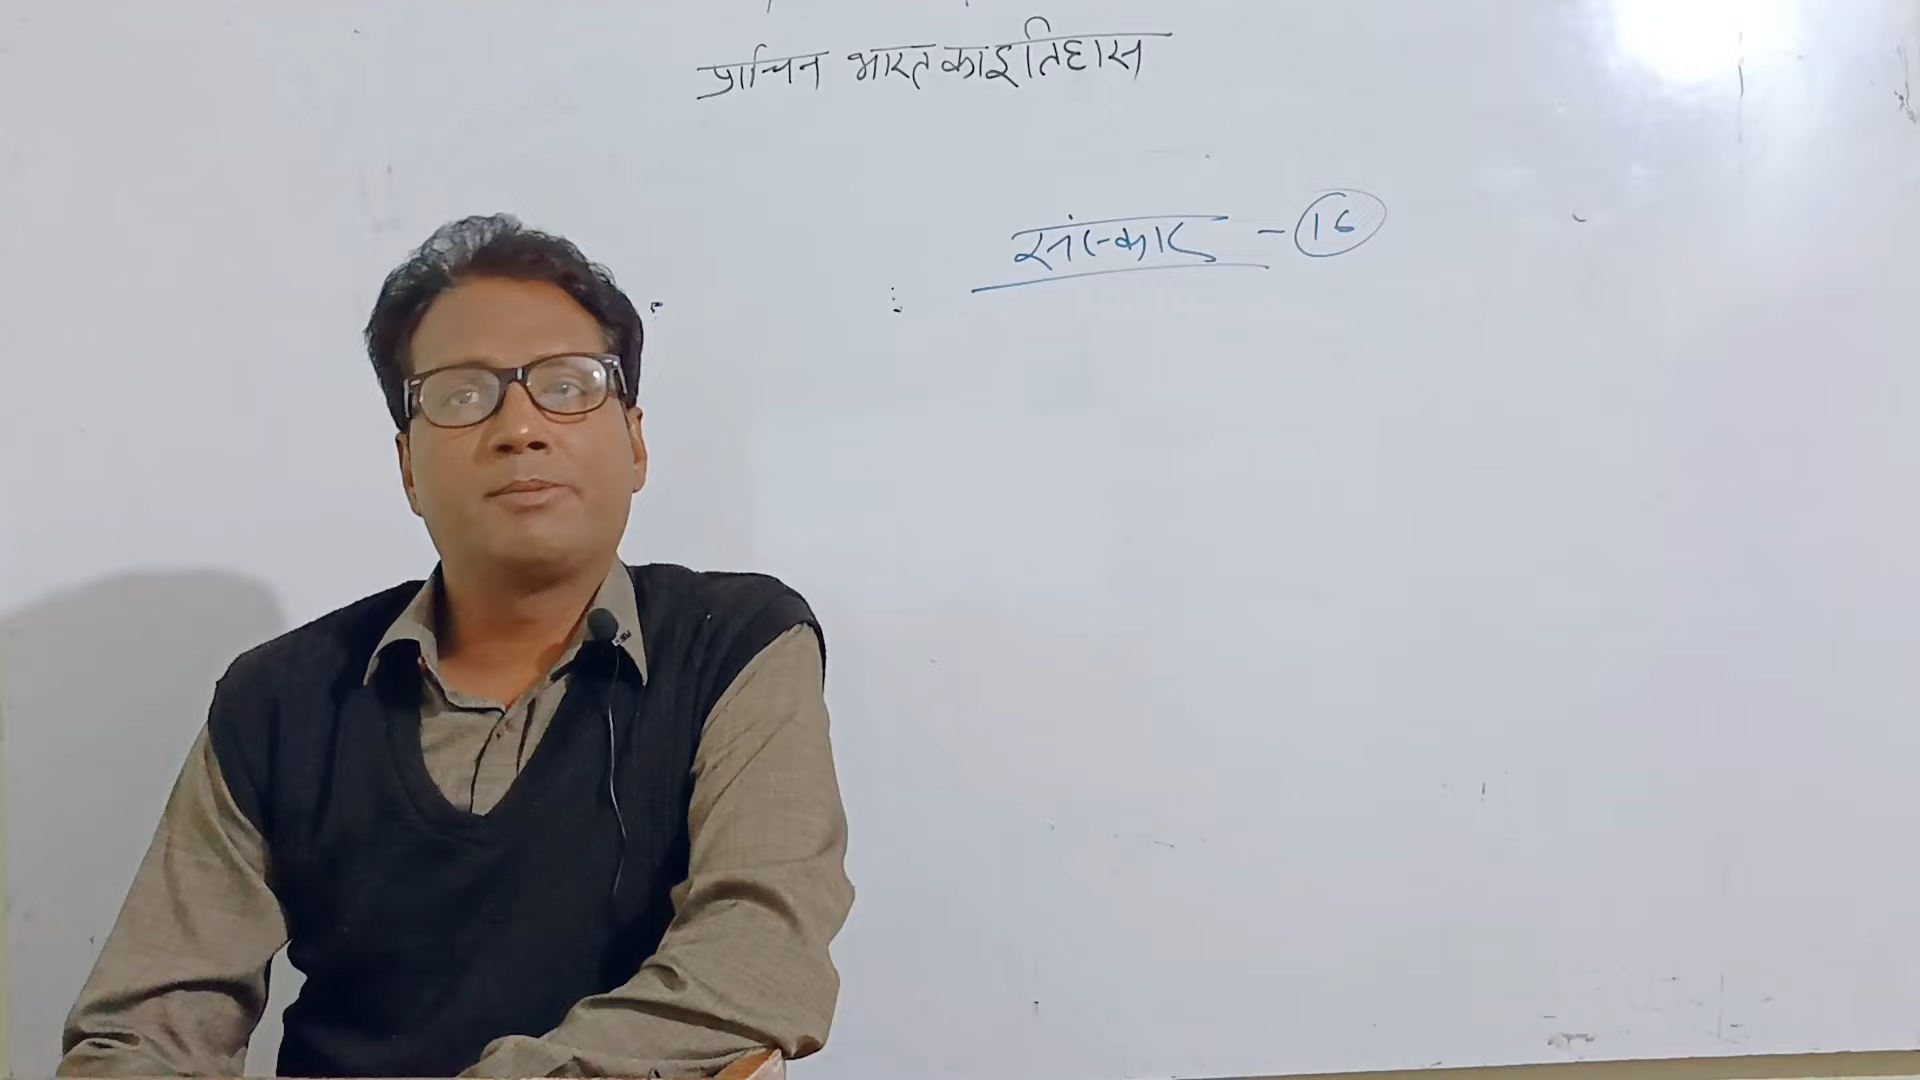 प्राचिन भारत का इतिहास
संस्कार - 16